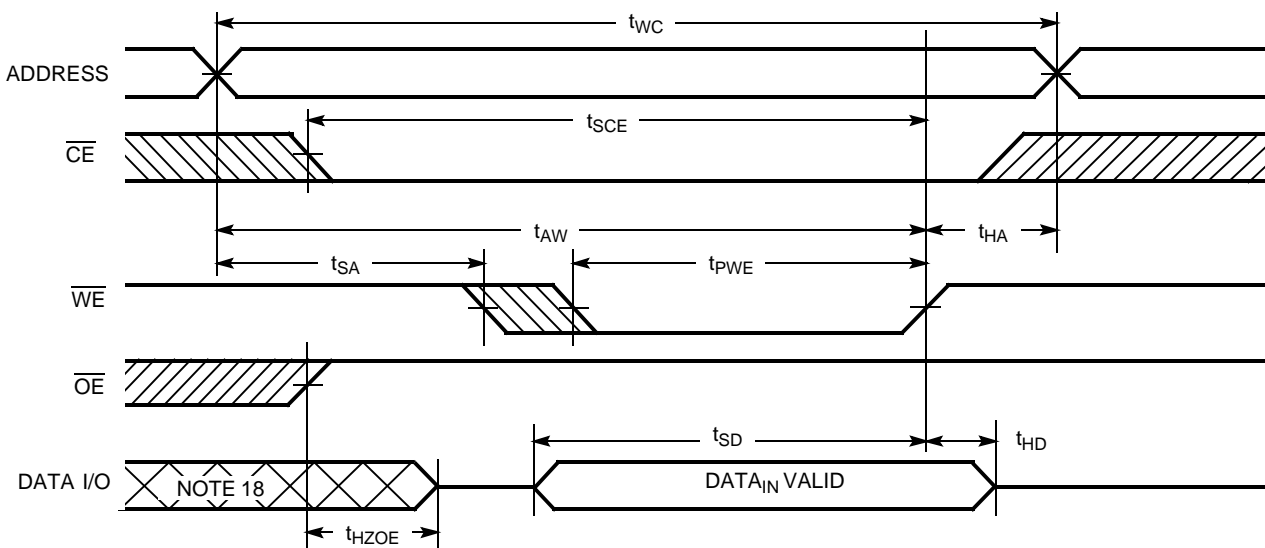 tWC
ADDRESS
tSCE
CE
tAW
tHA
tSA
tPWE
WE
OE
tSD
tHD
DATA I/O
NOTE 18
DATAIN VALID
tHZOE